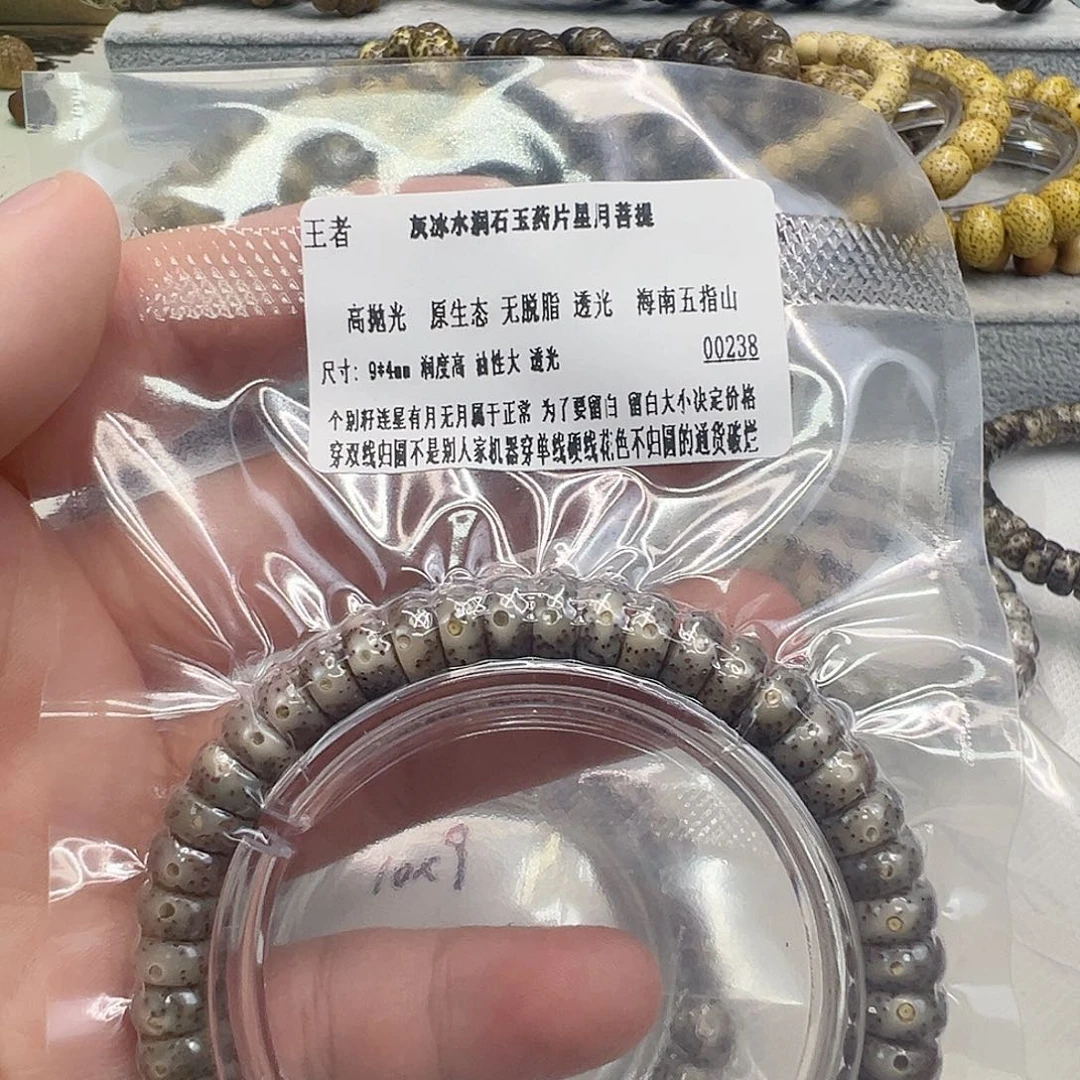 王者 灰冰水润石玉药片星月菩提
高抛光 原生态 无脱脂 透光 海南五指山
尺寸: 9*4mm 润度高 油性大 透光 00238
个别籽连星有月无月属于正常 为了要留白 留白大小决定价格
穿双线归圆不是别人家机器穿单线硬线花色不归圆的通货破烂
10×9